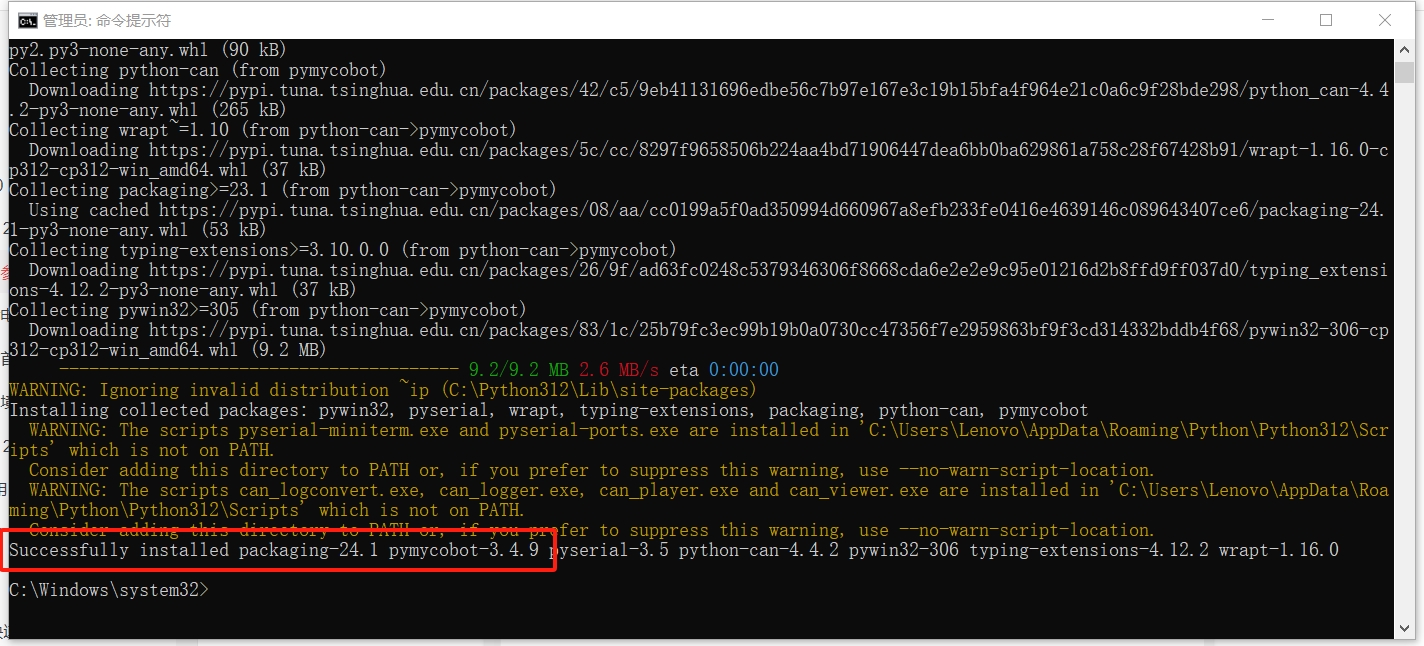 管理员: 命令提示符
py2.py3-none-any.whl (90 kB)
Collecting python-can (from pymycobot)
  Downloading https://pypi.tuna.tsinghua.edu.cn/packages/42/c5/9eb41131696edbe56c7b97e167e3c19b15bfa4f964e21c0a6c9f28bde298/python_can-4.4
.2-py3-none-any.whl (265 kB)
Collecting wrapt~=1.10 (from python-can->pymycobot)
  Downloading https://pypi.tuna.tsinghua.edu.cn/packages/5c/cc/8297f9658506b224aa4bd71906447dea6bb0ba629861a758c28f67428b91/wrapt-1.16.0-c
p312-cp312-win_amd64.whl (37 kB)
Collecting packaging>=23.1 (from python-can->pymycobot)
  Using cached https://pypi.tuna.tsinghua.edu.cn/packages/08/aa/cc0199a5f0ad350994d660967a8efb233fe0416e4639146c089643407ce6/packaging-24.
1-py3-none-any.whl (53 kB)
Collecting typing-extensions>=3.10.0.0 (from python-can->pymycobot)
  Downloading https://pypi.tuna.tsinghua.edu.cn/packages/26/9f/ad63fc0248c5379346306f8668cda6e2e2e9c95e01216d2b8ffd9ff037d0/typing_extensi
ons-4.12.2-py3-none-any.whl (37 kB)
Collecting pywin32>=305 (from python-can->pymycobot)
  Downloading https://pypi.tuna.tsinghua.edu.cn/packages/83/1c/25b79fc3ec99b19b0a0730cc47356f7e2959863bf9f3cd314332bddb4f68/pywin32-306-cp
312-cp312-win_amd64.whl (9.2 MB)
---------------------------------------- 9.2/9.2 MB 2.6 MB/s eta 0:00:00
WARNING: Ignoring invalid distribution ~ip (C:\Python312\Lib\site-packages)
Installing collected packages: pywin32, pyserial, wrapt, typing-extensions, packaging, python-can, pymycobot
  WARNING: The scripts pyserial-miniterm.exe and pyserial-ports.exe are installed in 'C:\Users\Lenovo\AppData\Roaming\Python\Python312\Scr
ipts' which is not on PATH.
  Consider adding this directory to PATH or, if you prefer to suppress this warning, use --no-warn-script-location.
  WARNING: The scripts can_logconvert.exe, can_logger.exe, can_player.exe and can_viewer.exe are installed in 'C:\Users\Lenovo\AppData\Roa
ming\Python\Python312\Scripts' which is not on PATH.
  Consider adding this directory to PATH or, if you prefer to suppress this warning, use --no-warn-script-location.
Successfully installed packaging-24.1 pymycobot-3.4.9 pyserial-3.5 python-can-4.4.2 pywin32-306 typing-extensions-4.12.2 wrapt-1.16.0
C:\Windows\system32>